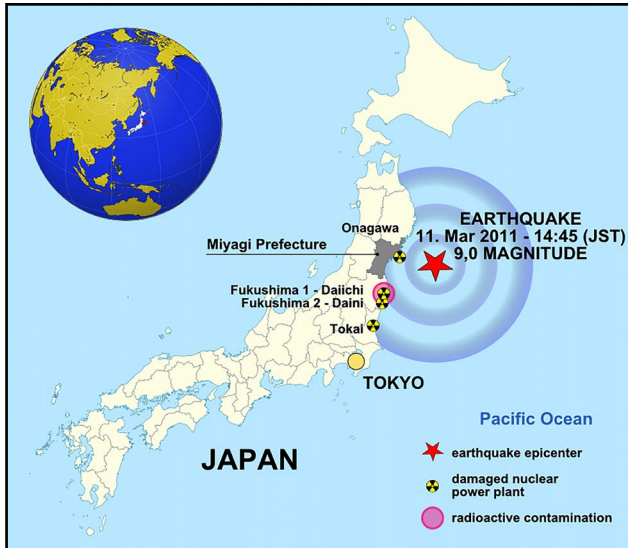 Onagawa
EARTHQUAKE
11. Mar 2011 - 14:45 (JST)
9,0 MAGNITUDE
Miyagi Prefecture
Fukushima 1 - Daiichi
Fukushima 2 - Daini
Tokai
TOKYO
JAPAN
Pacific Ocean
earthquake epicenter
damaged nuclear
power plant
radioactive contamination